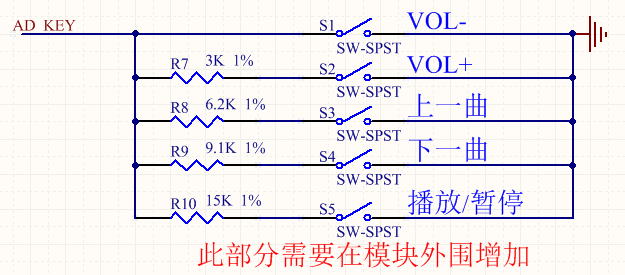 AD KEY
S1 VOL-
SW-SPST
R7 3K 1% S2 VOL+
SW-SPST
R8 6.2K 1% S3 上一曲
SW-SPST
R9 9.1K 1% S4 下一曲
SW-SPST
R10 15K 1% S5 播放/暂停
SW-SPST
此部分需要在模块外围增加